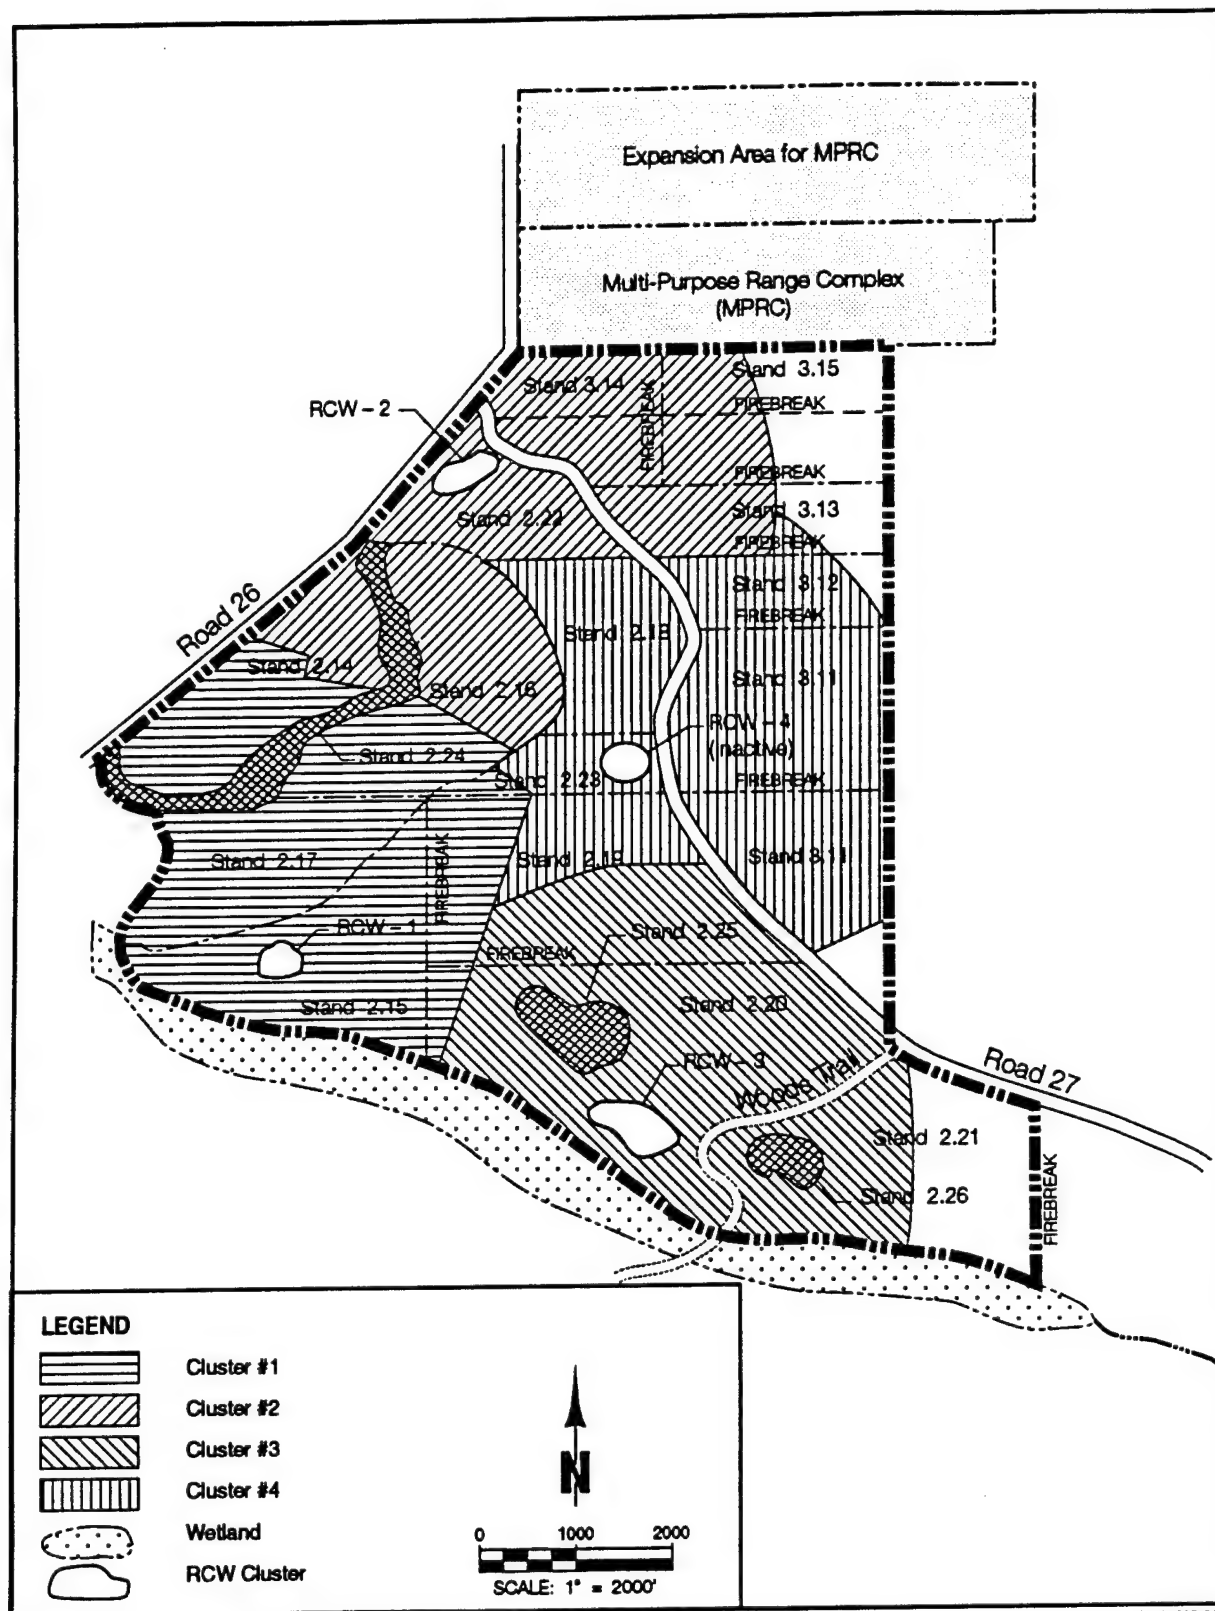 Expansion Area for MPRC
Multi-Purpose Range Complex
(MPRC)
Stand 3.14
Stand 3.15
FIREBREAK
FIREBREAK
RCW - 2
FIREBREAK
Stand 2.22
Stand 3.13
FIREBREAK
Road 26
Stand 3.12
FIREBREAK
Stand 2.18
Stand 2.14
Stand 2.16
Stand 3.11
RCW - 4
(inactive)
Stand 2.24
Stand 2.23
FIREBREAK
Stand 2.17
FIREBREAK
Stand 2.19
Stand 3.11
RCW - 1
Stand 2.25
FIREBREAK
Stand 2.15
Stand 2.20
RCW - 3
Woods Trail
Road 27
Stand 2.21
Stand 2.26
FIREBREAK
LEGEND
Cluster #1
Cluster #2
Cluster #3
Cluster #4
Wetland
RCW Cluster
N
0 1000 2000
SCALE: 1" = 2000'